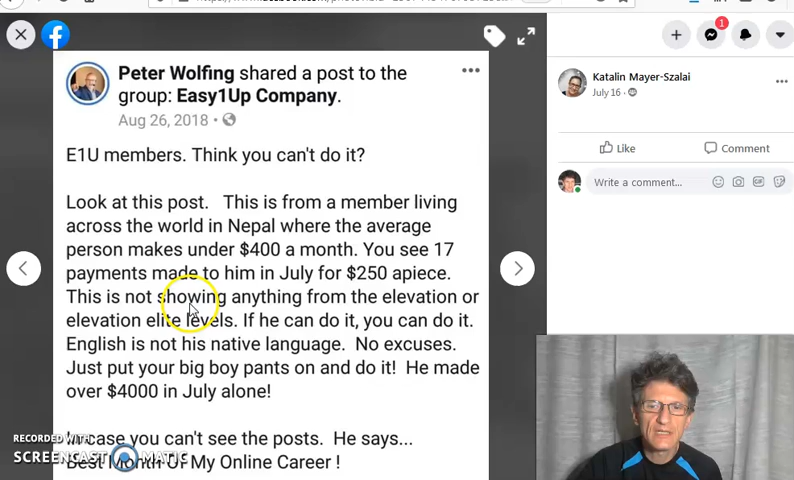 Peter Wolfing shared a post to the
group: Easy1Up Company.
Aug 26, 2018 ·
E1U members. Think you can't do it?
Look at this post. This is from a member living
across the world in Nepal where the average
person makes under $400 a month. You see 17
payments made to him in July for $250 apiece.
This is not showing anything from the elevation or
elevation elite levels. If he can do it, you can do it.
English is not his native language. No excuses.
Just put your big boy pants on and do it! He made
over $4000 in July alone!
case you can't see the posts. He says...
Best Month Of My Online Career !
RECORDED WITH
SCREENCAST MATIC
1
Katalin Mayer-Szalai
July 16 ·
Like Comment
Write a comment...
GIF